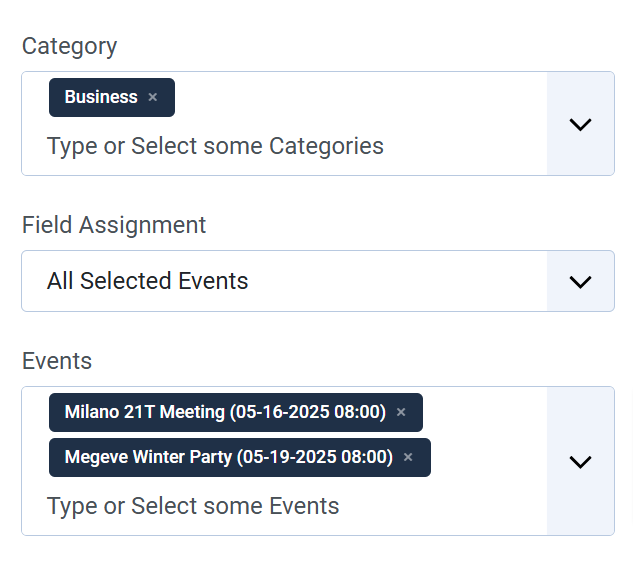 Category
Business ×
Type or Select some Categories
Field Assignment
All Selected Events
Events
Milano 21T Meeting (05-16-2025 08:00) ×
Megeve Winter Party (05-19-2025 08:00) ×
Type or Select some Events